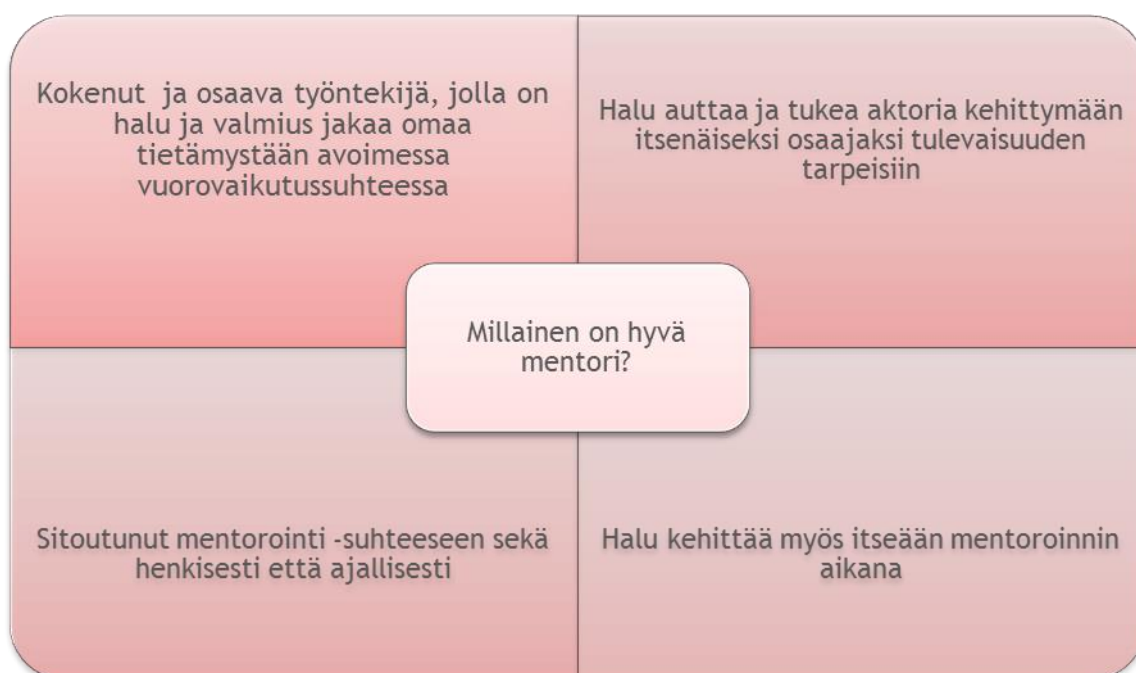 Kokenut ja osaava työntekijä, jolla on
halu ja valmius jakaa omaa
tietämystään avoimessa
vuorovaikutussuhteessa
Halu auttaa ja tukea aktoria kehittymään
itsenäiseksi osaajaksi tulevaisuuden
tarpeisiin
Millainen on hyvä
mentori?
Sitoutunut mentorointi -suhteeseen sekä
henkisesti että ajallisesti
Halu kehittää myös itseään mentoroinnin
aikana